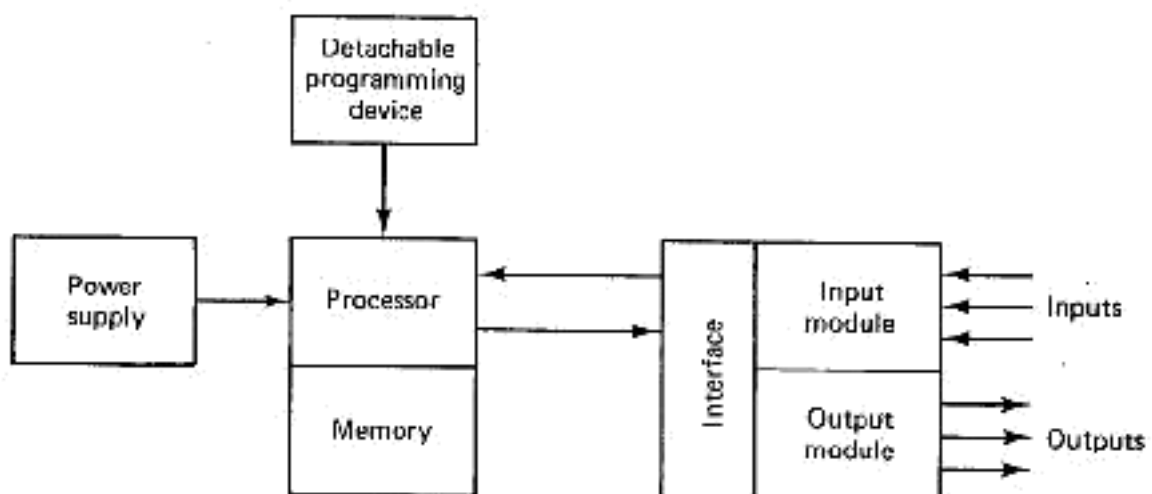 Detachable
programming
device
Power
supply
Processor
Memory
Interface
Input
module
Output
module
Inputs
Outputs